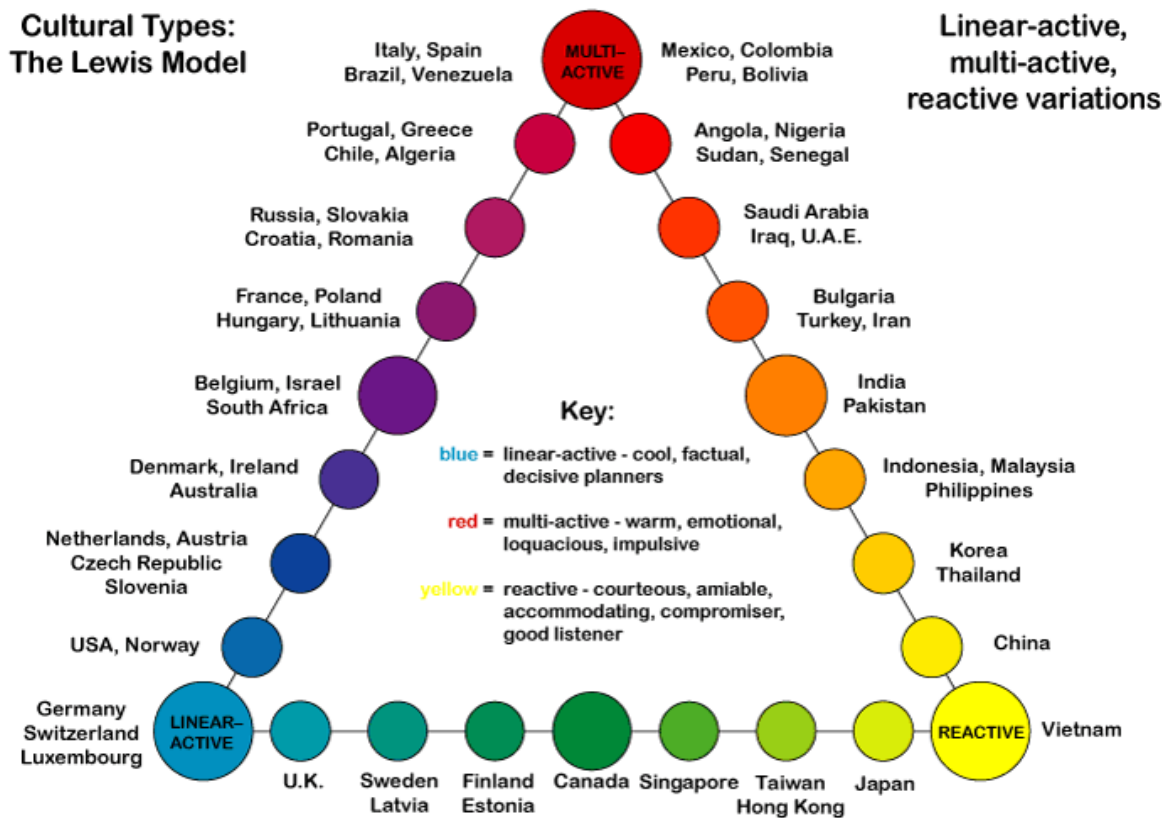 Cultural Types:
The Lewis Model
Linear-active,
multi-active,
reactive variations
MULTI-
ACTIVE
Italy, Spain
Brazil, Venezuela
Mexico, Colombia
Peru, Bolivia
Portugal, Greece
Chile, Algeria
Angola, Nigeria
Sudan, Senegal
Russia, Slovakia
Croatia, Romania
Saudi Arabia
Iraq, U.A.E.
France, Poland
Hungary, Lithuania
Bulgaria
Turkey, Iran
Belgium, Israel
South Africa
India
Pakistan
Denmark, Ireland
Australia
Indonesia, Malaysia
Philippines
Netherlands, Austria
Czech Republic
Slovenia
Korea
Thailand
USA, Norway
China
Key:
blue = linear-active - cool, factual,
decisive planners
red = multi-active - warm, emotional,
loquacious, impulsive
yellow = reactive - courteous, amiable,
accommodating, compromiser,
good listener
Germany
Switzerland
Luxembourg
LINEAR-
ACTIVE
U.K.
Sweden
Latvia
Finland
Estonia
Canada
Singapore
Taiwan
Hong Kong
Japan
REACTIVE
Vietnam